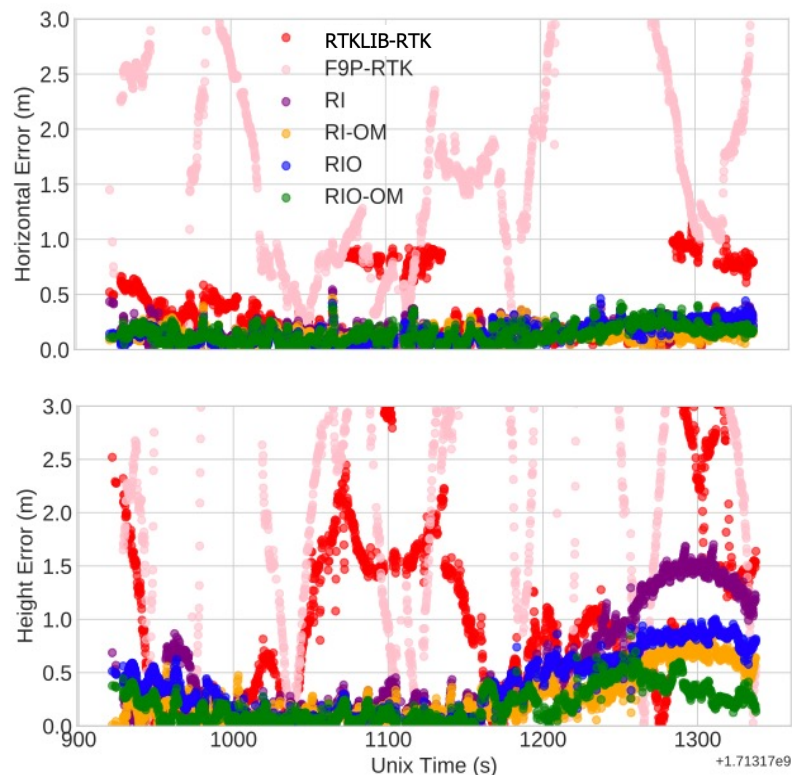 3.0
2.5
2.0
1.5
1.0
0.5
0.0
Horizontal Error (m)
RTKLIB-RTK
F9P-RTK
RI
RI-OM
RIO
RIO-OM
3.0
2.5
2.0
1.5
1.0
0.5
0.0
Height Error (m)
900 1000 1100 1200 1300
Unix Time (s)
+1.71317e9